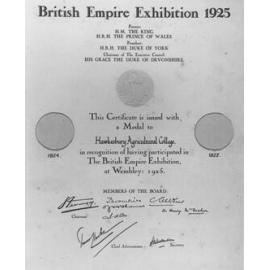 British Empire Exhibition 1925
Patron:
H.M. THE KING
H.R.H THE PRINCE OF WALES
President:
H.R.H THE DUKE OF YORK
Chairman of The Executive Council:
HIS GRACE THE DUKE OF DEVONSHIRE
This Certificate is issued with
a Medal to
Hawkesbury Agricultural College.
in recognition of having participated in
The British Empire Exhibition,
at Wembley: 1925.
1924.
1925.
MEMBERS OF THE BOARD:
Devonshire
Chairman
Chief Administrator
Secretary